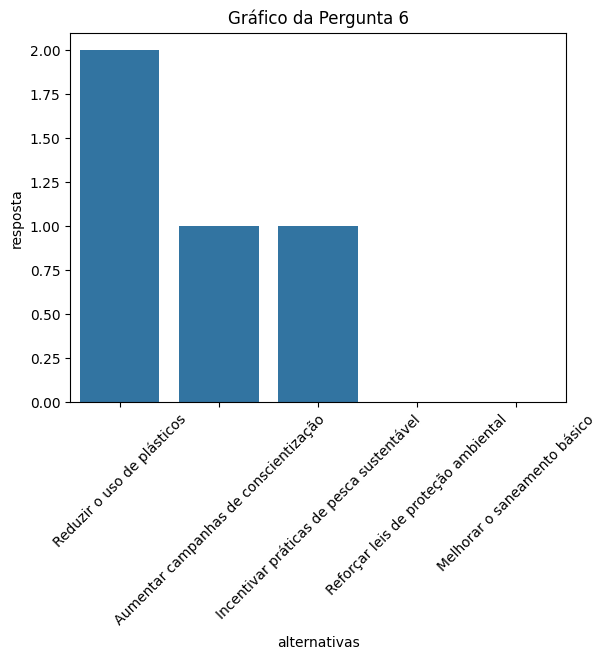 Gráfico da Pergunta 6
resposta
2.00
1.75
1.50
1.25
1.00
0.75
0.50
0.25
0.00
Reduzir o uso de plásticos
Aumentar campanhas de conscientização
Incentivar práticas de pesca sustentável
Reforçar leis de proteção ambiental
Melhorar o saneamento básico
alternativas